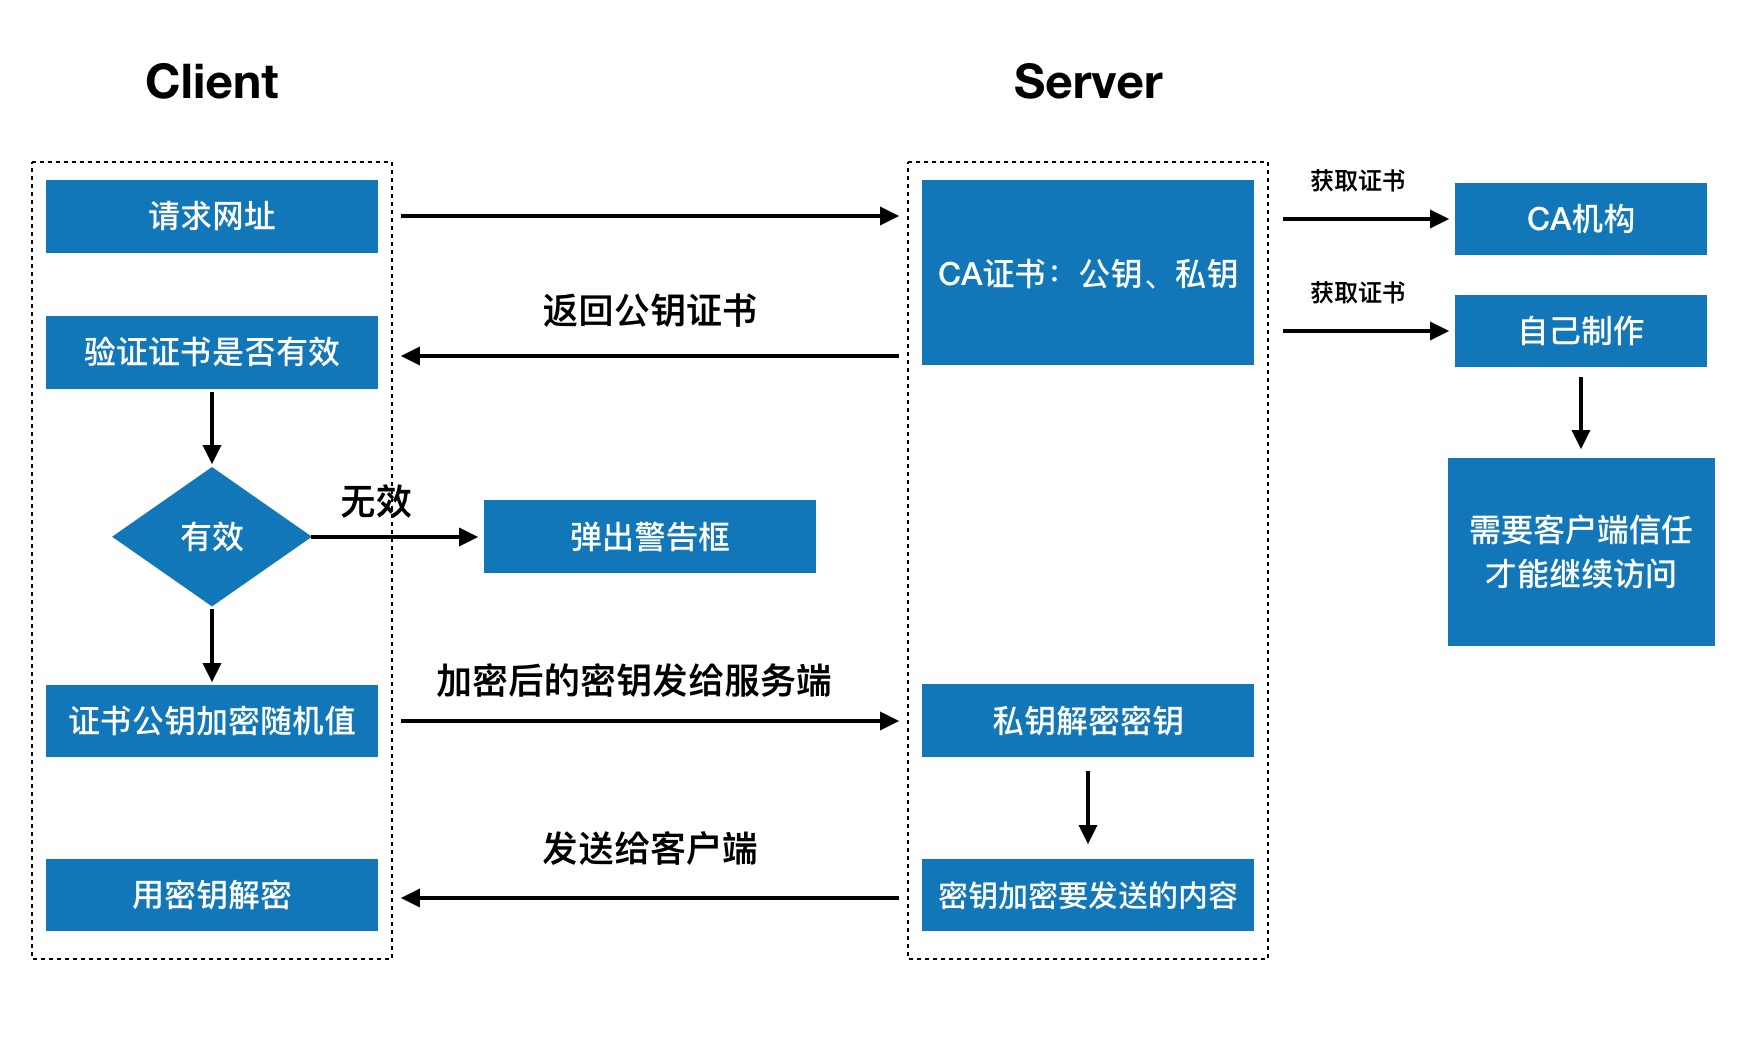 Client
Server
请求网址
获取证书
CA机构
CA证书：公钥、私钥
返回公钥证书
获取证书
自己制作
验证证书是否有效
无效
有效
弹出警告框
需要客户端信任
才能继续访问
加密后的密钥发给服务端
证书公钥加密随机值
私钥解密密钥
发送给客户端
用密钥解密
密钥加密要发送的内容